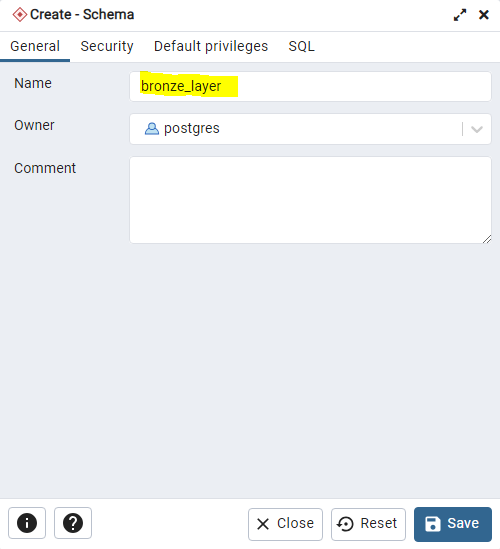 Create - Schema
General Security Default privileges SQL
Name bronze_layer
Owner postgres
Comment
Close Reset Save